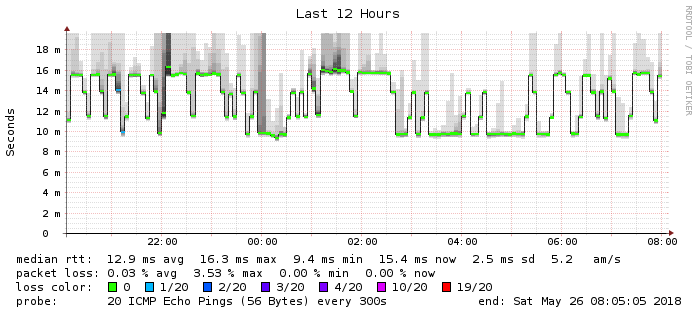 Last 12 Hours
RRDTOOL / TOBI OETIKER
Seconds
18 m
16 m
14 m
12 m
10 m
8 m
6 m
4 m
2 m
0
22:00 00:00 02:00 04:00 06:00 08:00
median rtt: 12.9 ms avg 16.3 ms max 9.4 ms min 15.4 ms now 2.5 ms sd 5.2 am/s
packet loss: 0.03 % avg 3.53 % max 0.00 % min 0.00 % now
loss color: 0 1/20 2/20 3/20 4/20 10/20 19/20
probe: 20 ICMP Echo Pings (56 Bytes) every 300s end: Sat May 26 08:05:05 2018